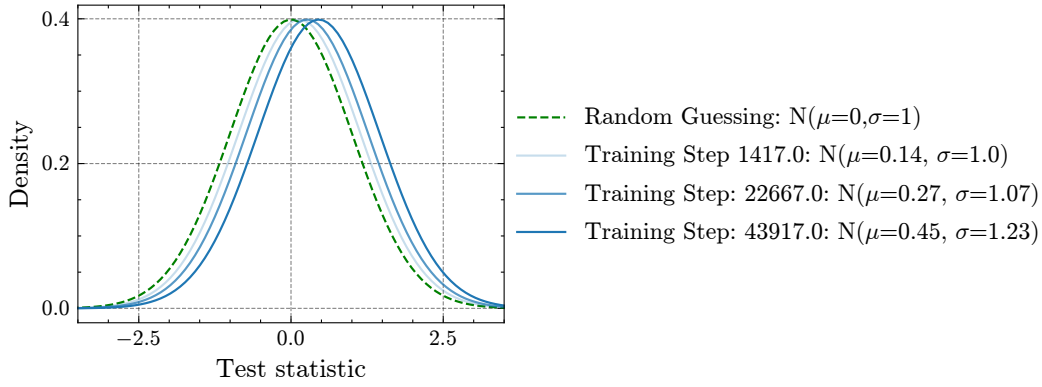 0.4
0.2
0.0
Density
−2.5
0.0
2.5
Test statistic
Random Guessing: N(μ=0,σ=1)
Training Step 1417.0: N(μ=0.14, σ=1.0)
Training Step: 22667.0: N(μ=0.27, σ=1.07)
Training Step: 43917.0: N(μ=0.45, σ=1.23)